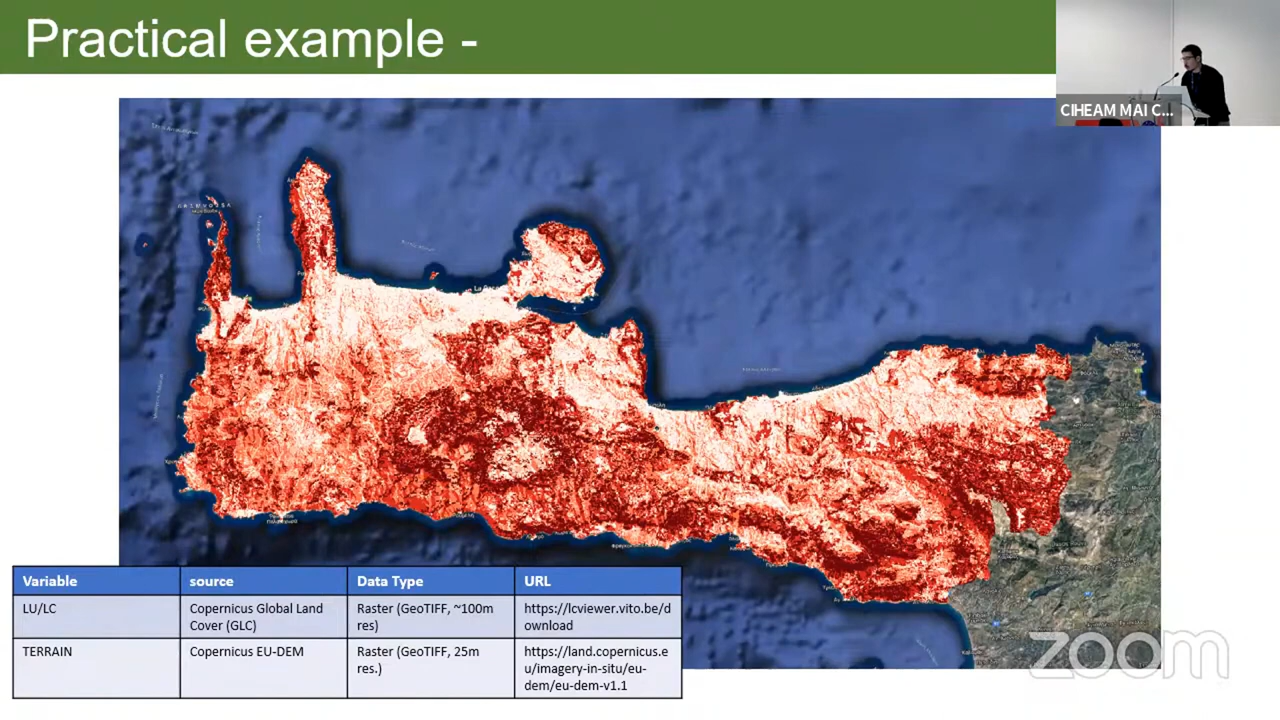 Practical example -
CIHEAM MAI C...
Variable
source
Data Type
URL
LU/LC
Copernicus Global Land
Cover (GLC)
Raster (GeoTIFF, ~100m
res)
https://lcviewer.vito.be/d
ownload
TERRAIN
Copernicus EU-DEM
Raster (GeoTIFF, 25m
res.)
https://land.copernicus.e
u/imagery-in-situ/eu-
dem/eu-dem-v1.1
zoom